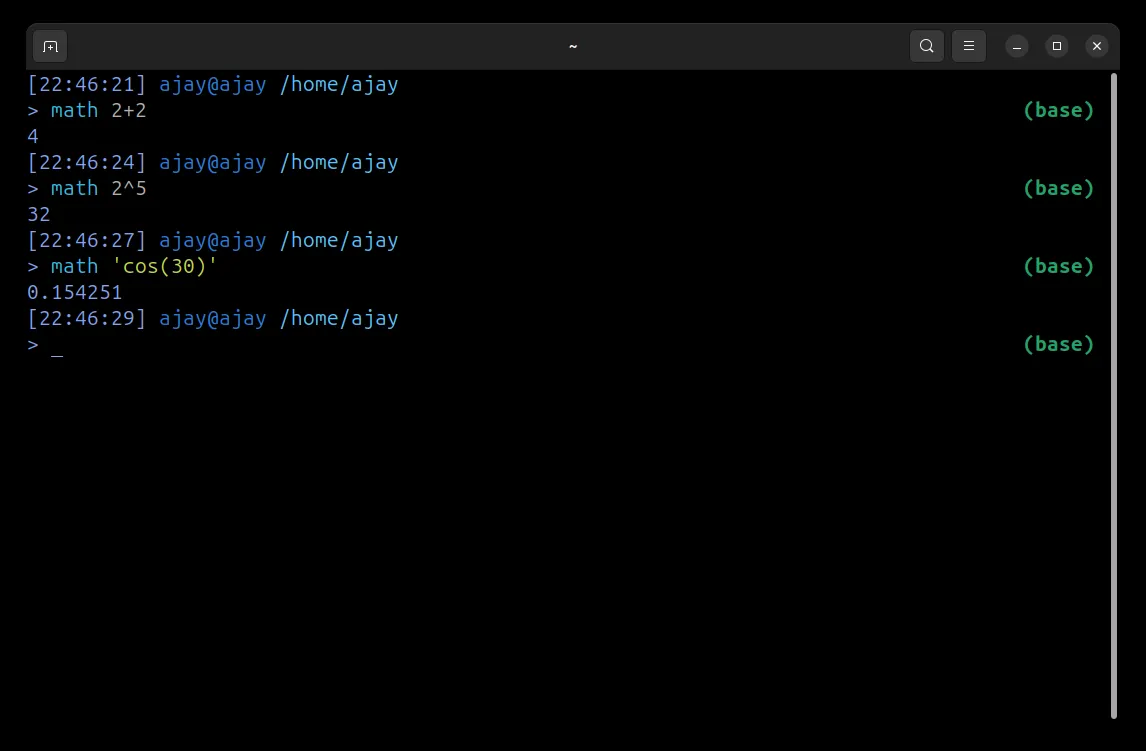 ~
[22:46:21] ajay@ajay /home/ajay
> math 2+2 (base)
4
[22:46:24] ajay@ajay /home/ajay
> math 2^5 (base)
32
[22:46:27] ajay@ajay /home/ajay
> math 'cos(30)' (base)
0.154251
[22:46:29] ajay@ajay /home/ajay
> _ (base)